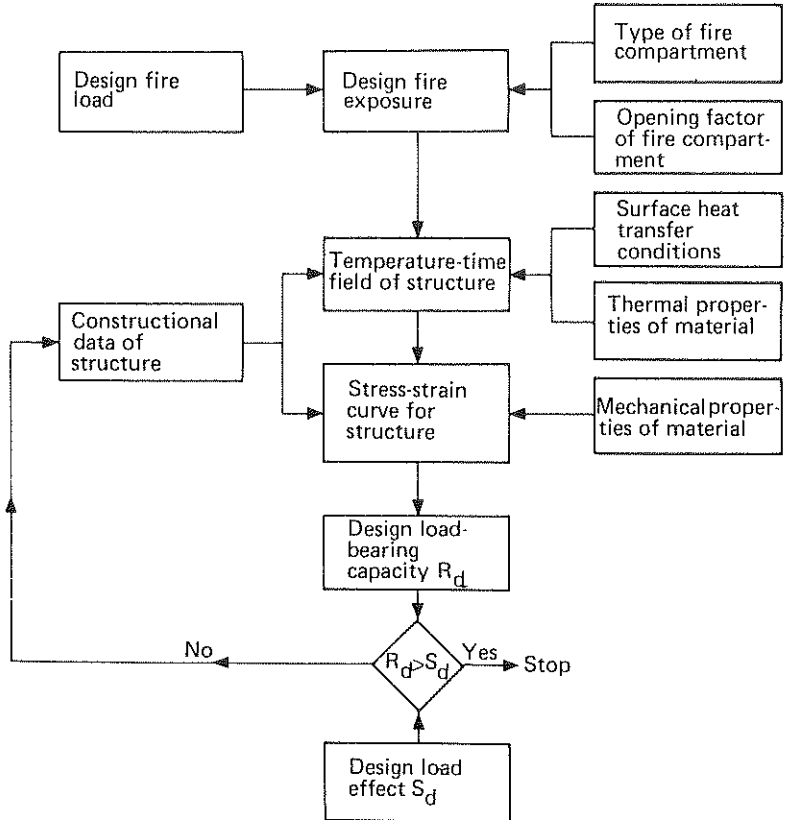 Design fire
load
Design fire
exposure
Type of fire
compartment
Opening factor
of fire compart-
ment
Surface heat
transfer
conditions
Temperature-time
field of structure
Thermal proper-
ties of material
Constructional
data of
structure
Stress-strain
curve for
structure
Mechanical proper-
ties of material
Design load-
bearing
capacity R_d
No
R_d>S_d
Yes
Stop
Design load
effect S_d